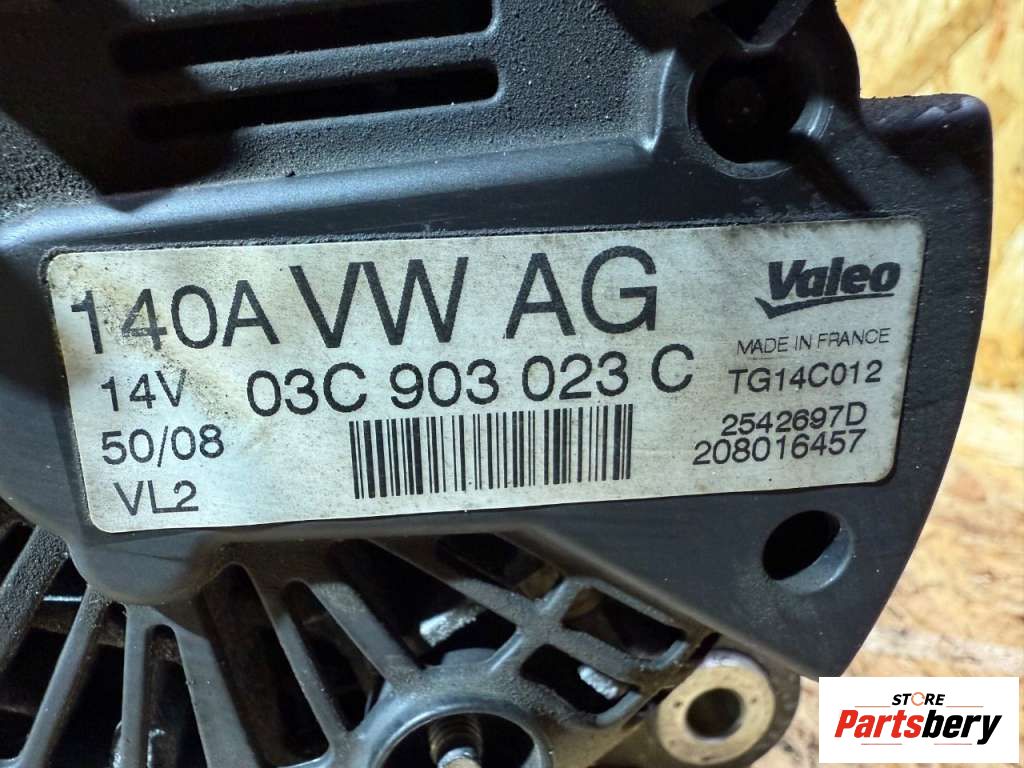 140A VW AG
Valeo
MADE IN FRANCE
14V 03C 903 023 C
TG14C012
50/08
2542697D
208016457
VL2
STORE
Partsbery